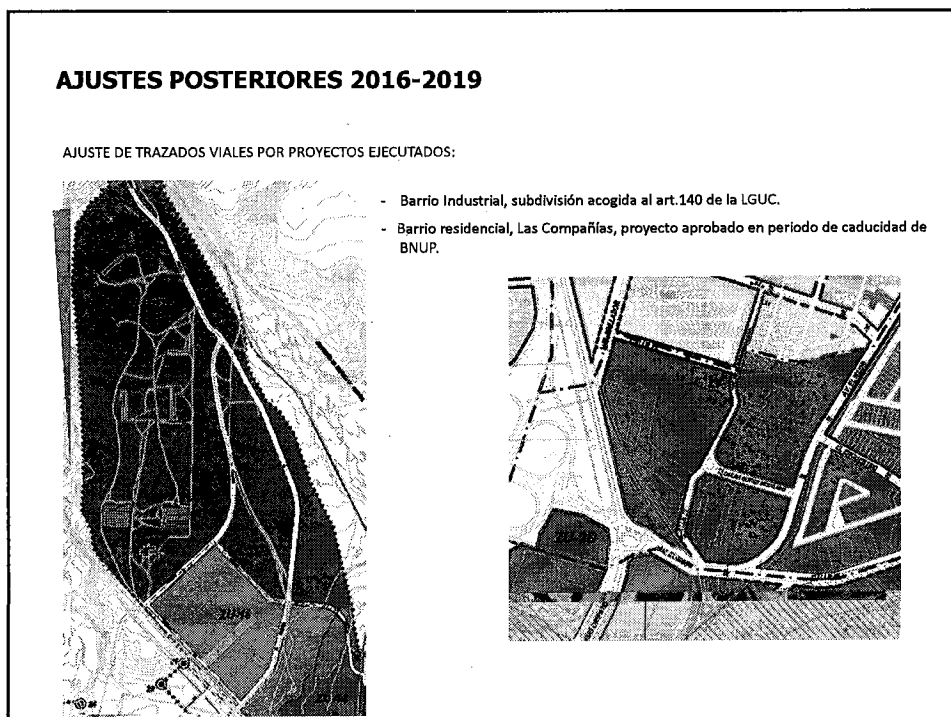 AJUSTES POSTERIORES 2016-2019
AJUSTE DE TRAZADOS VIALES POR PROYECTOS EJECUTADOS:
- Barrio Industrial, subdivisión acogida al art.140 de la LGUC.
- Barrio residencial, Las Compañías, proyecto aprobado en periodo de caducidad de
BNUP.